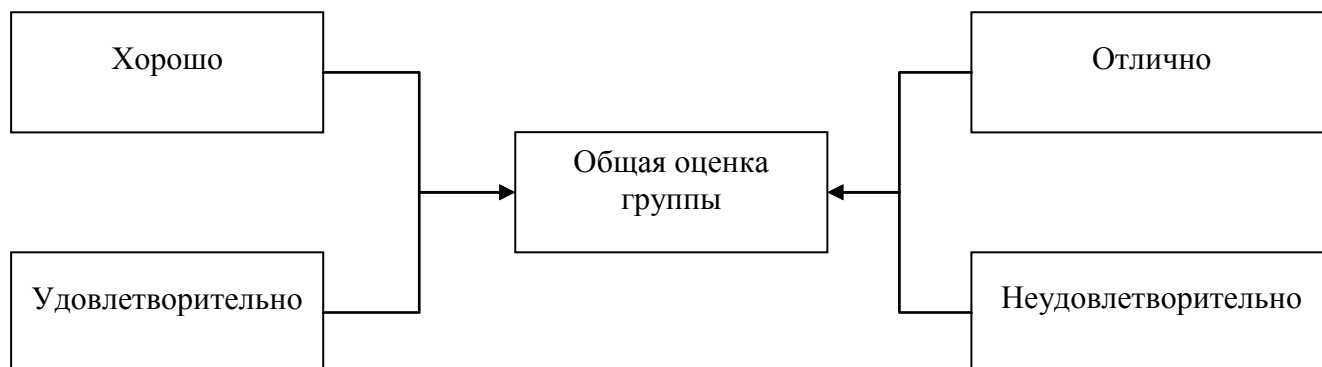 Хорошо
Отлично
Общая оценка
группы
Удовлетворительно
Неудовлетворительно